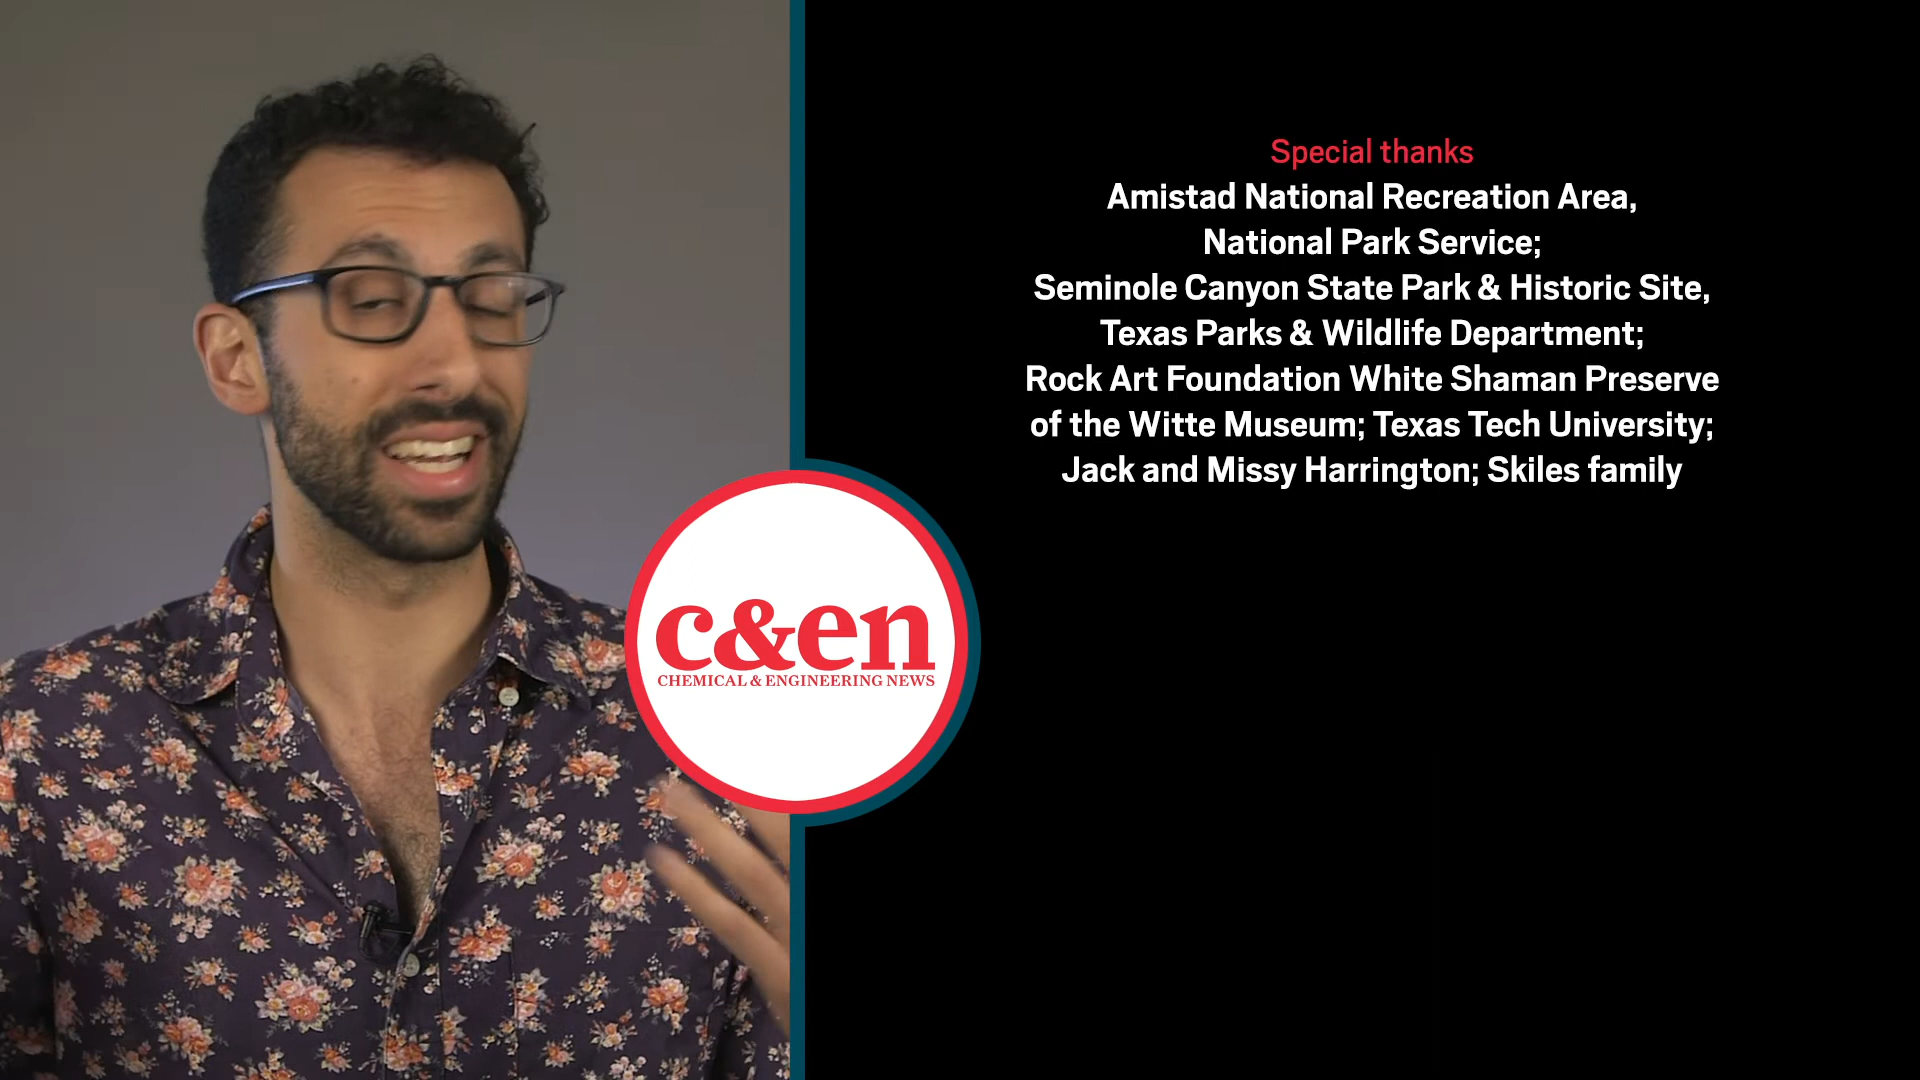 Special thanks
Amistad National Recreation Area,
National Park Service;
Seminole Canyon State Park & Historic Site,
Texas Parks & Wildlife Department;
Rock Art Foundation White Shaman Preserve
of the Witte Museum; Texas Tech University;
Jack and Missy Harrington; Skiles family
c&en
CHEMICAL & ENGINEERING NEWS